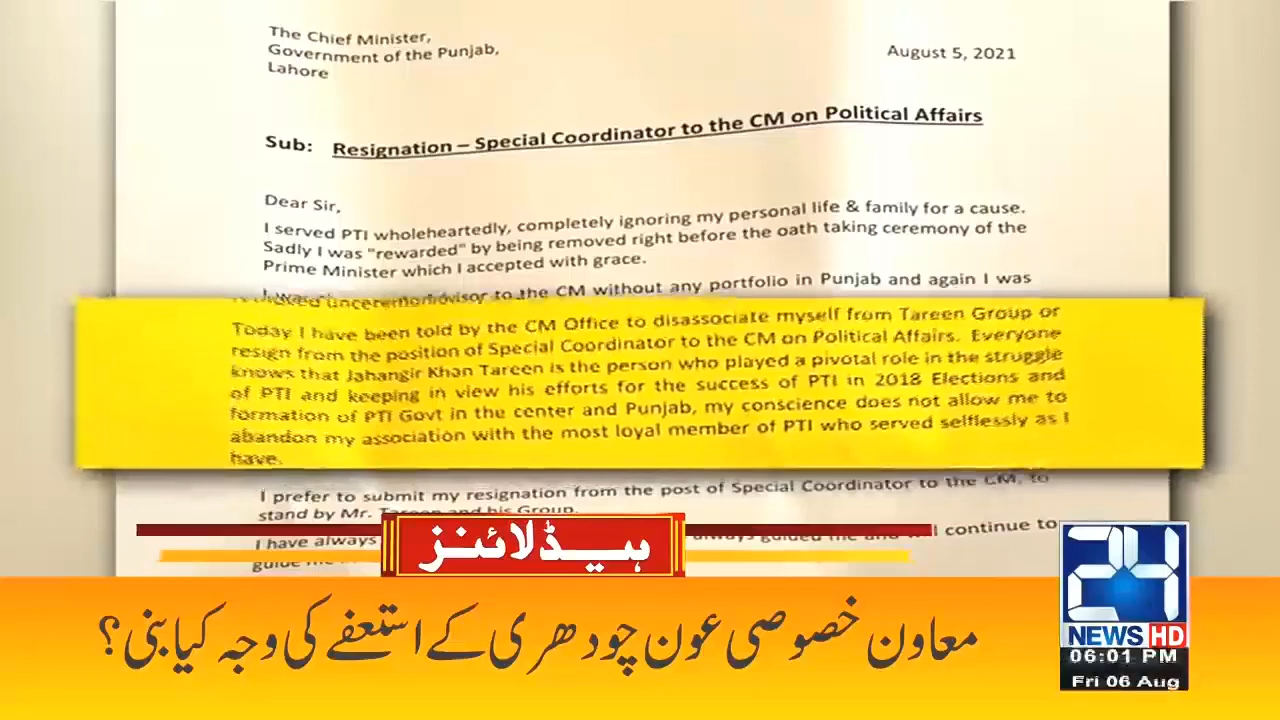 The Chief Minister,
Government of the Punjab,
Lahore
August 5, 2021
Sub: Resignation – Special Coordinator to the CM on Political Affairs
Dear Sir,
I served PTI wholeheartedly, completely ignoring my personal life & family for a cause.
Sadly I was "rewarded" by being removed right before the oath taking ceremony of the
Prime Minister which I accepted with grace.
to the CM without any portfolio in Punjab and again I was
Today I have been told by the CM Office to disassociate myself from Tareen Group or
resign from the position of Special Coordinator to the CM on Political Affairs. Everyone
knows that Jahangir Khan Tareen is the person who played a pivotal role in the struggle
of PTI and keeping in view his efforts for the success of PTI in 2018 Elections and
formation of PTI Govt in the center and Punjab, my conscience does not allow me to
abandon my association with the most loyal member of PTI who served selflessly as I
have.
I prefer to submit my resignation from the post of Special Coordinator to the CM, to
stand by Mr. Tareen and his Group.
I have always always guided me and continue to
guide me
ہیڈلائنز
معاون خصوصی عون چودھری کے استعفے کی وجہ کیا بنی؟
24
NEWS HD
06:01 PM
Fri 06 Aug